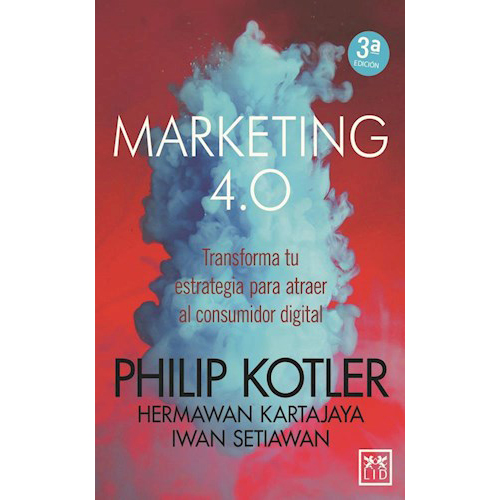 3ª
EDICIÓN
MARKETING
4.0
Transforma tu
estrategia para atraer
al consumidor digital
PHILIP KOTLER
HERMAWAN KARTAJAYA
IWAN SETIAWAN
LID